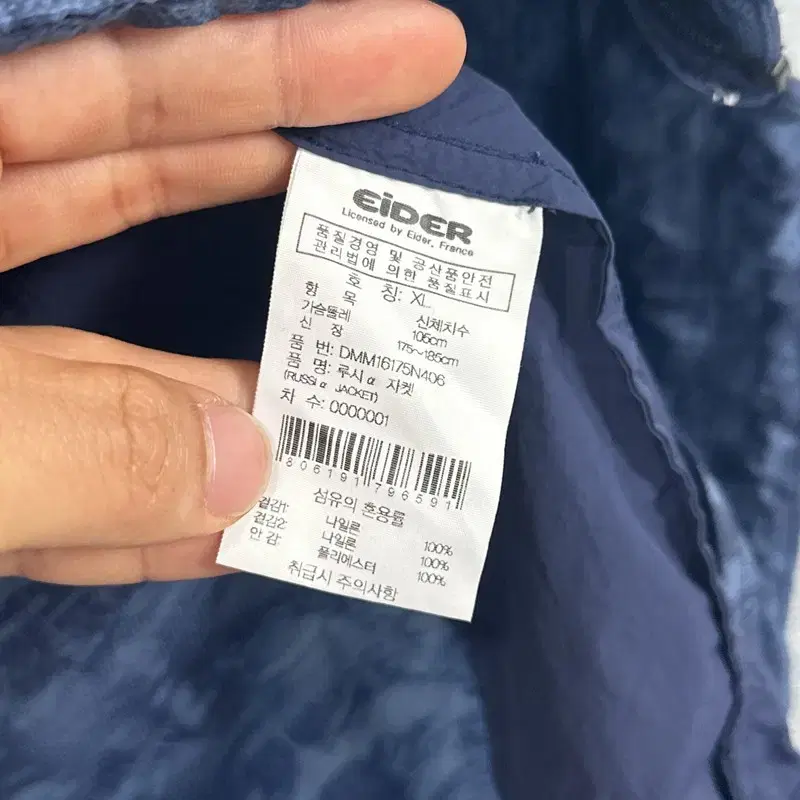 EiDER
Licensed by Eider, France
품질경영 및 공산품안전
관리법에 의한 품질표시
호 칭: XL
항 목 신체치수
가슴둘레 105cm
신 장 175~185cm
품 번: DMM16175N406
품 명: 루시α 자켓
(RUSSI α JACKET)
차 수: 0000001
8 06191 796591
섬유의 혼용률
겉감1: 나일론 100%
겉감2: 나일론 100%
안 감: 폴리에스터 100%
취급시 주의사항